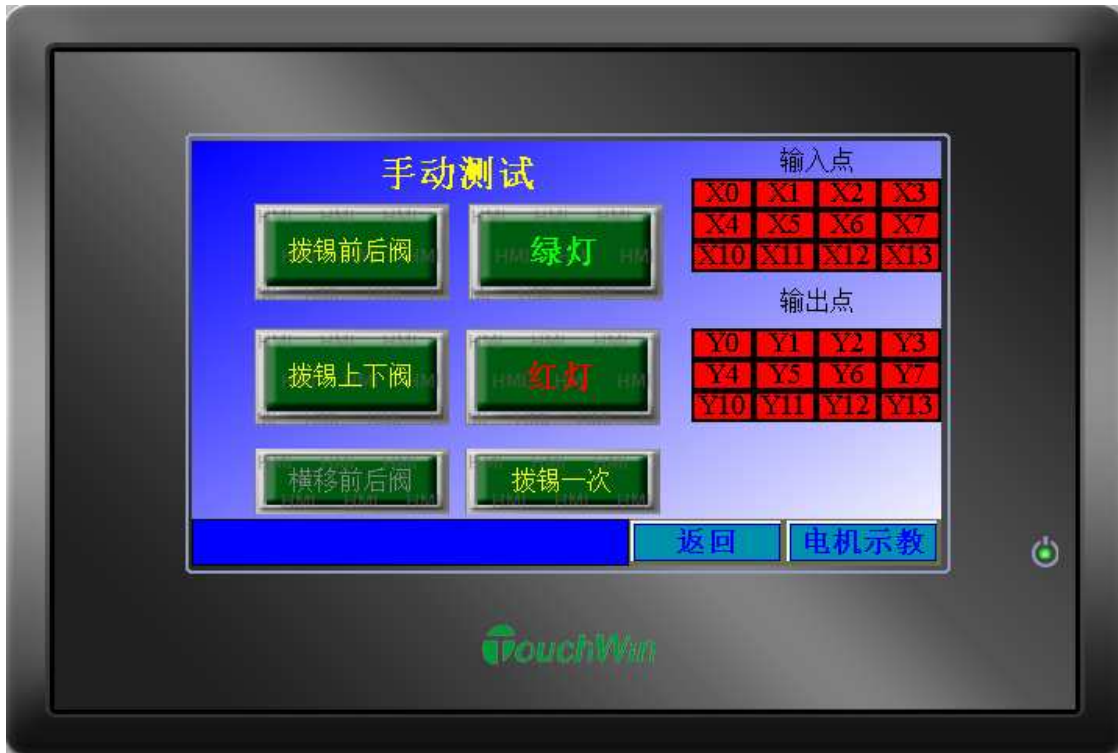 手动测试
拨锡前后阀
绿灯
拨锡上下阀
红灯
横移前后阀
拨锡一次
输入点
X0 X1 X2 X3
X4 X5 X6 X7
X10 X11 X12 X13
输出点
Y0 Y1 Y2 Y3
Y4 Y5 Y6 Y7
Y10 Y11 Y12 Y13
返回
电机示教
TouchWin